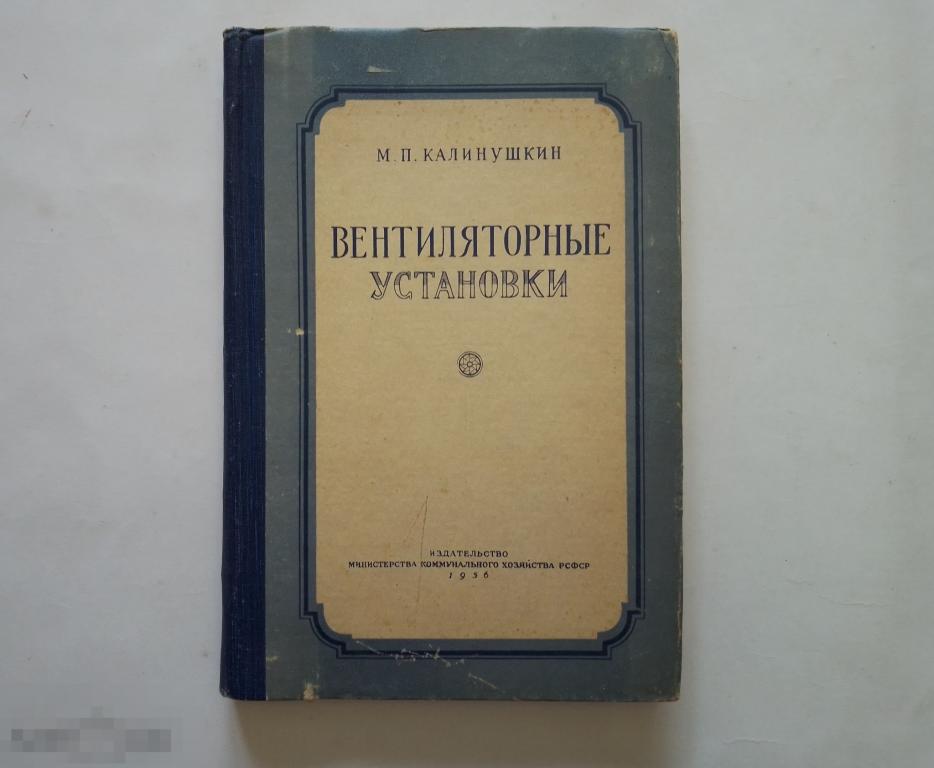 М. П. КАЛИНУШКИН
ВЕНТИЛЯТОРНЫЕ
УСТАНОВКИ
ИЗДАТЕЛЬСТВО
МИНИСТЕРСТВА КОММУНАЛЬНОГО ХОЗЯЙСТВА РСФСР
1956